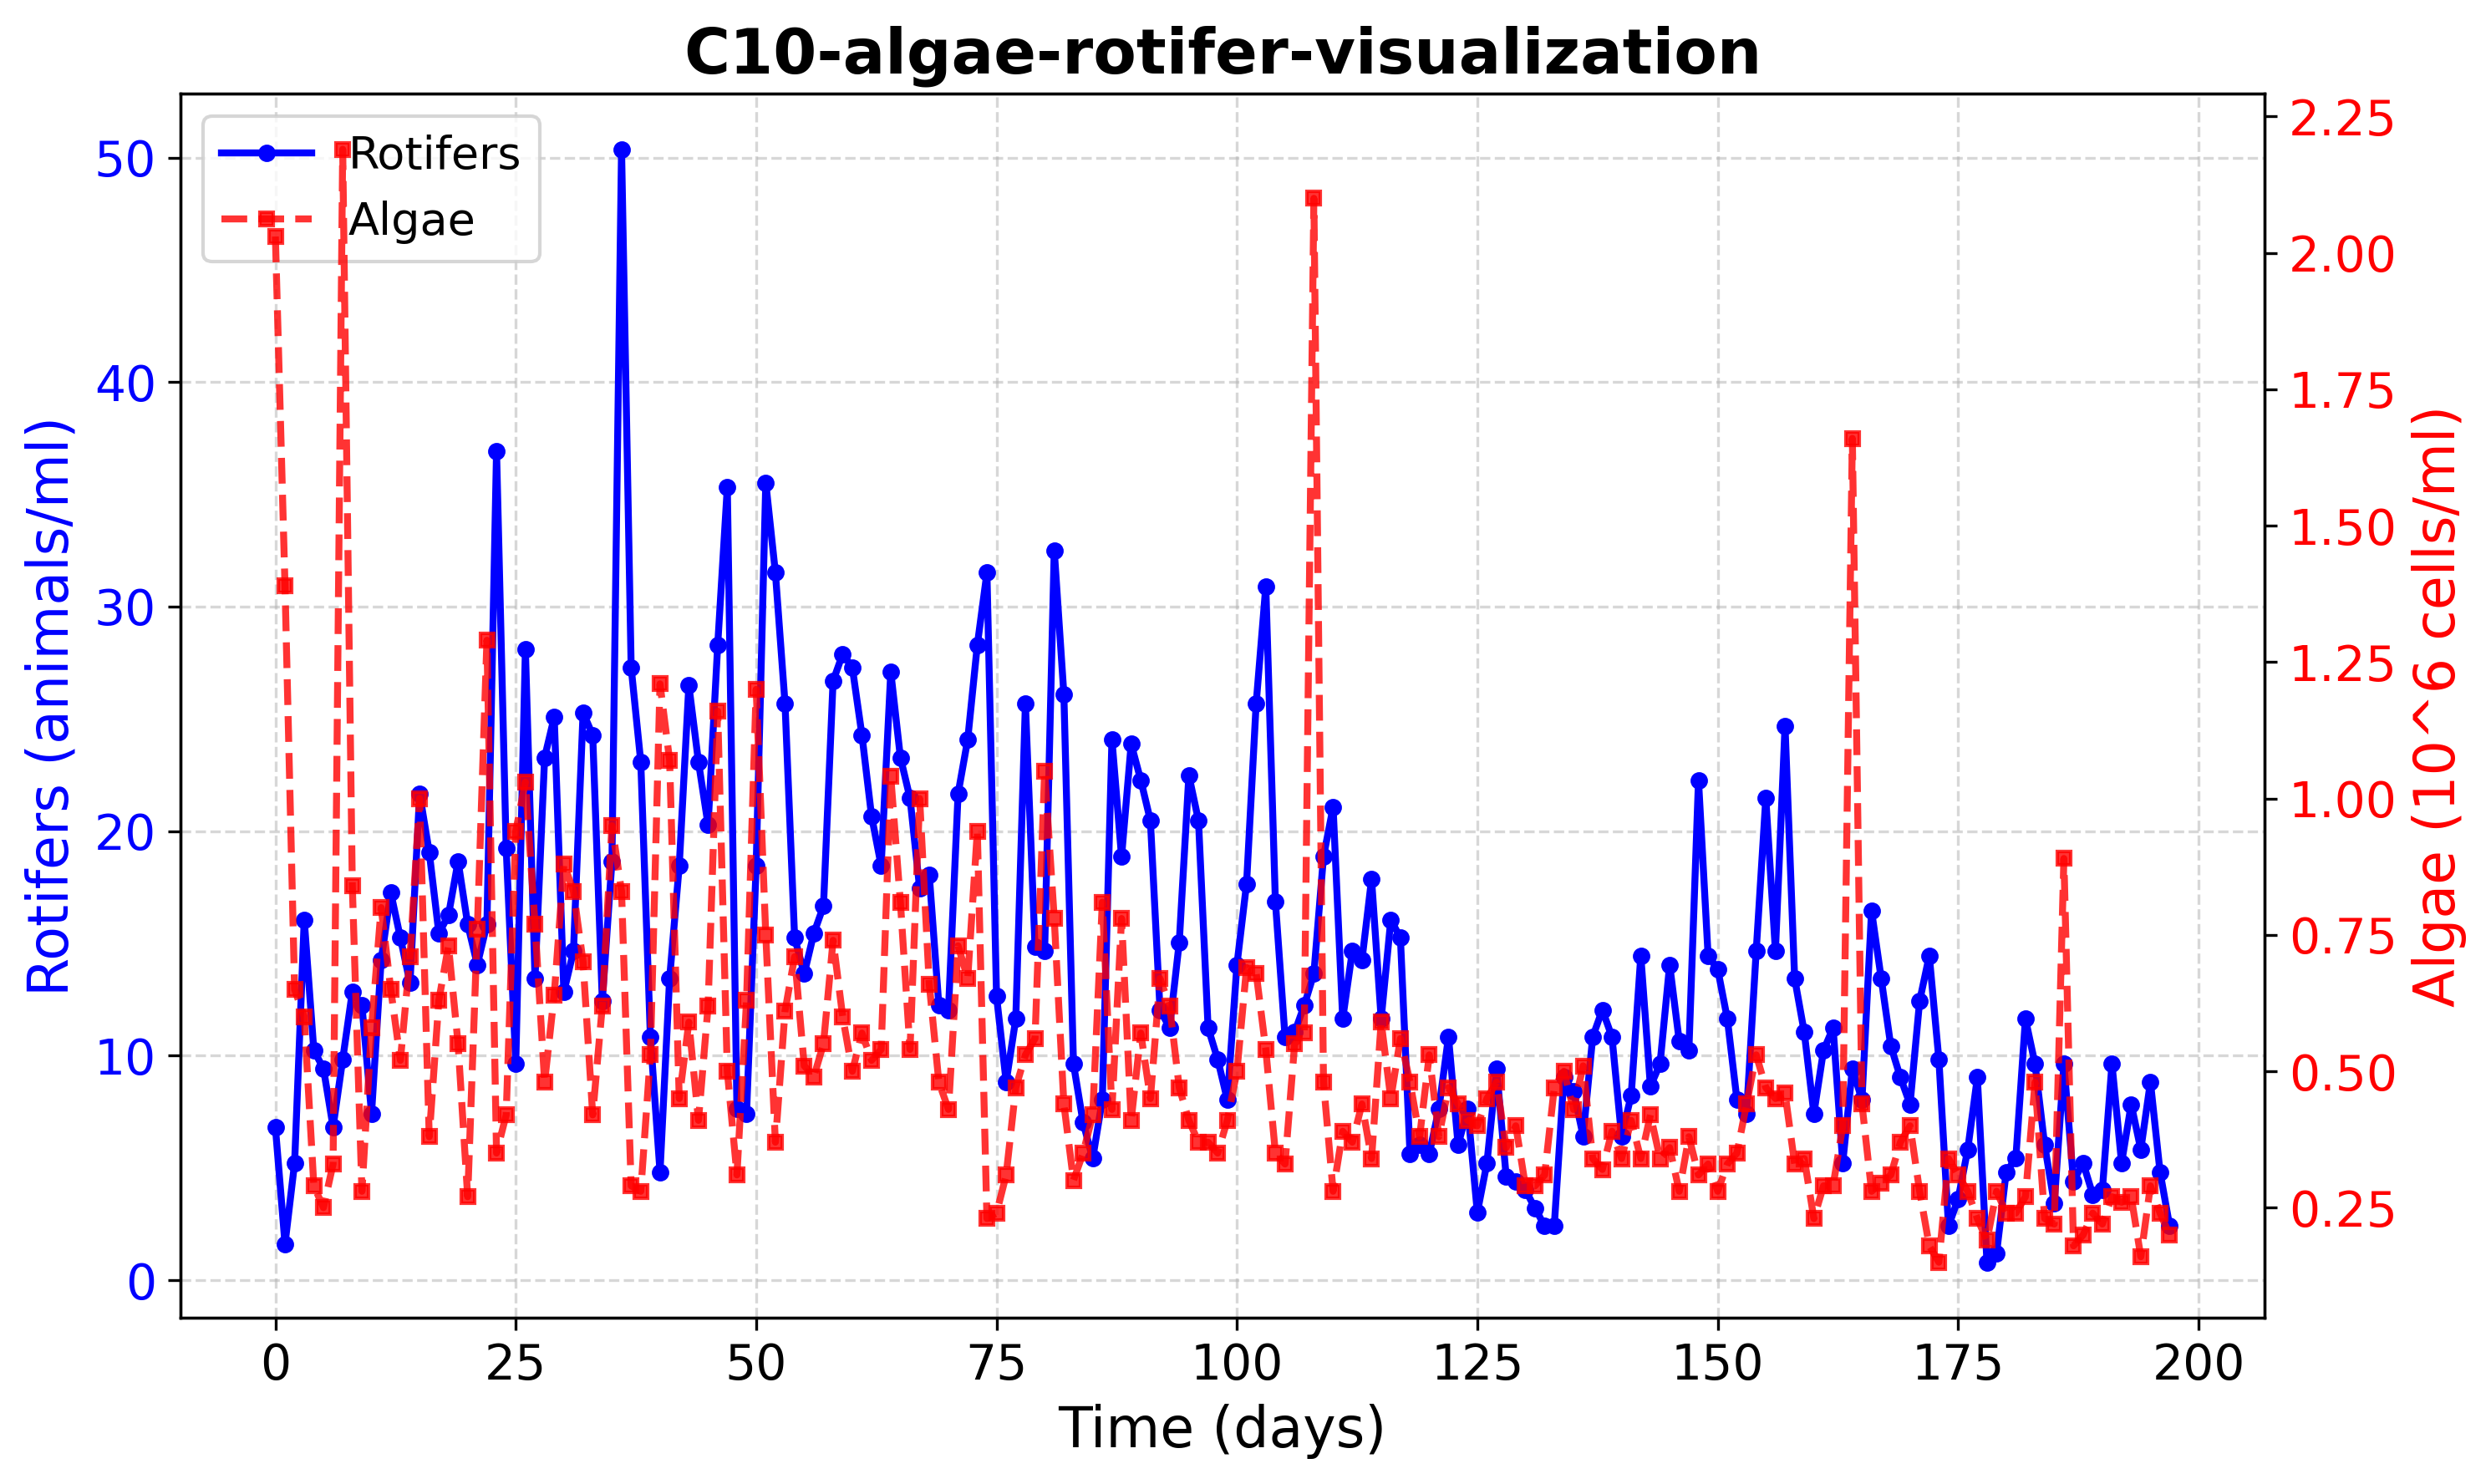 C10-algae-rotifer-visualization
Rotifers
Algae
Rotifers (animals/ml)
50
40
30
20
10
0
2.25
2.00
1.75
1.50
1.25
1.00
0.75
0.50
0.25
Algae (10^6 cells/ml)
0 25 50 75 100 125 150 175 200
Time (days)